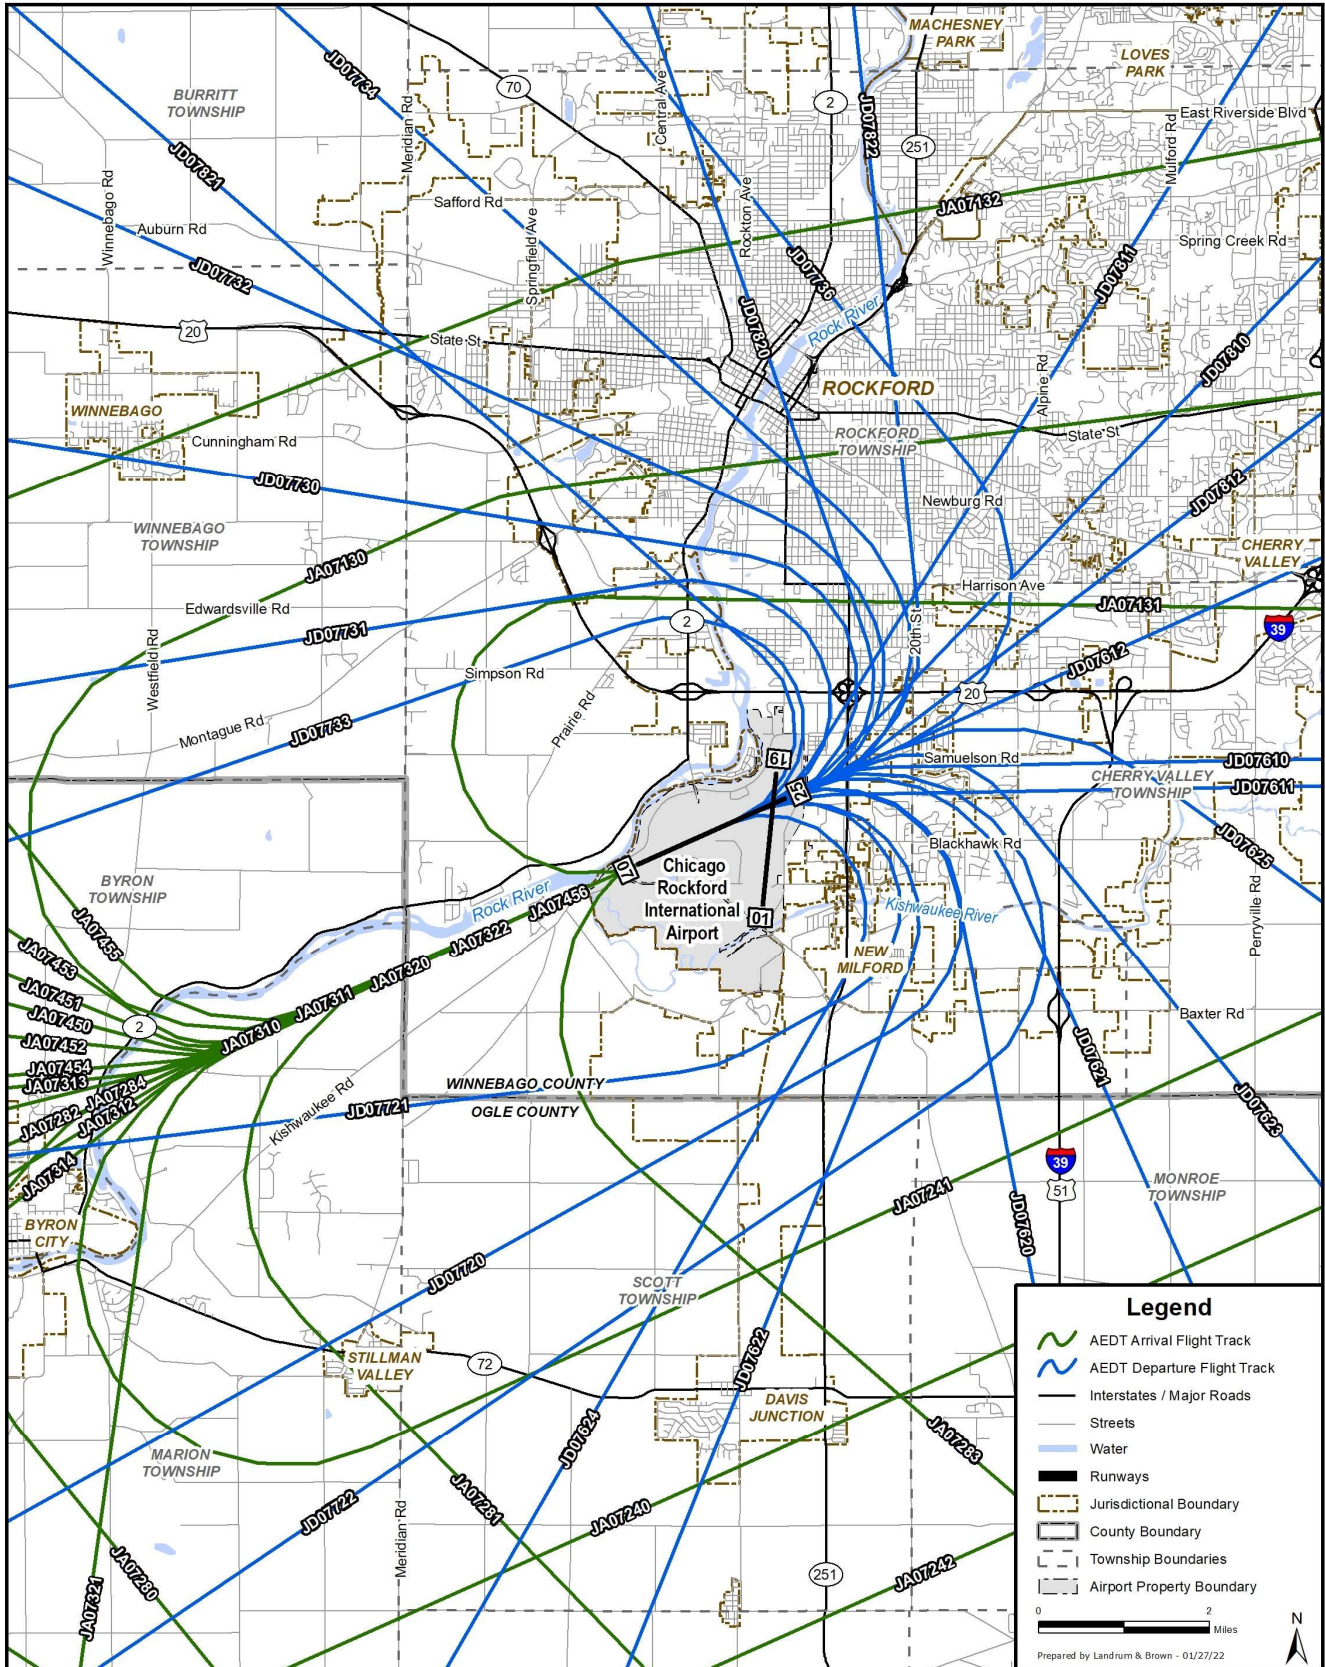 MACHESNEY
PARK
LOVES
PARK
BURRITT
TOWNSHIP
JD07734
70
Central Ave
2
JD07822
251
East Riverside Blvd
Meridian Rd
Mulford Rd
JD07821
Winnebago Rd
Safford Rd
Rockton Ave
JA07132
Auburn Rd
Springfield Ave
Spring Creek Rd
JD07732
JD07736
JD07811
20
State St
JD07820
Rock River
JD07810
ROCKFORD
Alpine Rd
WINNEBAGO
Cunningham Rd
ROCKFORD
TOWNSHIP
State St
JD07730
Newburg Rd
JD07812
WINNEBAGO
TOWNSHIP
CHERRY
VALLEY
JA07130
Harrison Ave
Edwardsville Rd
JA07131
JD07731
2
20th St
39
Westfield Rd
Simpson Rd
JD07612
20
Montague Rd
JD07733
Prairie Rd
19
Samuelson Rd
JD07610
CHERRY VALLEY
TOWNSHIP
JD07611
25
JD07625
Blackhawk Rd
07
Chicago
Rockford
International
Airport
BYRON
TOWNSHIP
Rock River
JA07456
01
Kishwaukee River
Perryville Rd
JA07455
JA07322
JA07453
JA07320
NEW
MILFORD
JA07451
JA07311
JA07450
2
JA07310
Baxter Rd
JA07452
JA07454
JA07313
JA07284
JD07621
WINNEBAGO COUNTY
OGLE COUNTY
JA07282
JA07312
JD07721
Kishwaukee Rd
JD07623
JA07314
39
51
MONROE
TOWNSHIP
JA07241
BYRON
CITY
JD07620
JD07720
SCOTT
TOWNSHIP
STILLMAN
VALLEY
72
JD07622
DAVIS
JUNCTION
JD07624
JA07283
MARION
TOWNSHIP
JA07281
JD07722
JA07240
Meridian Rd
JA07280
JA07321
251
JA07242
Legend
AEDT Arrival Flight Track
AEDT Departure Flight Track
Interstates / Major Roads
Streets
Water
Runways
Jurisdictional Boundary
County Boundary
Township Boundaries
Airport Property Boundary
0 2
Miles
N
Prepared by Landrum & Brown - 01/27/22